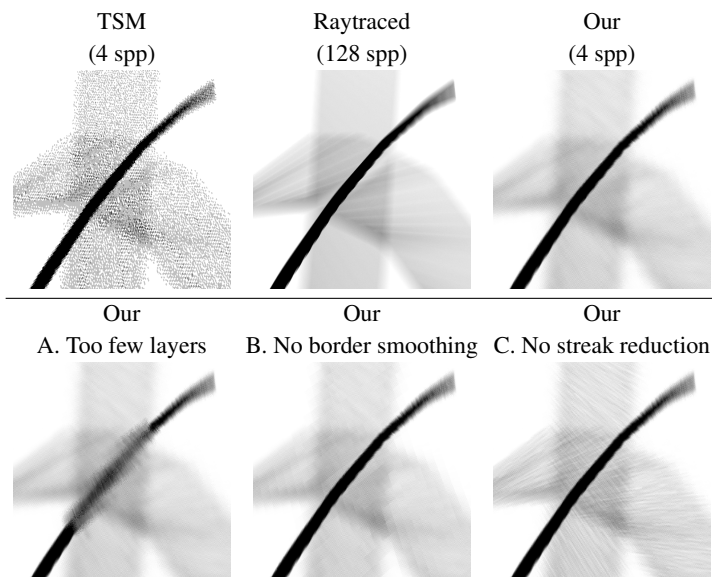 TSM
(4 spp)
Raytraced
(128 spp)
Our
(4 spp)
Our
A. Too few layers
Our
B. No border smoothing
Our
C. No streak reduction